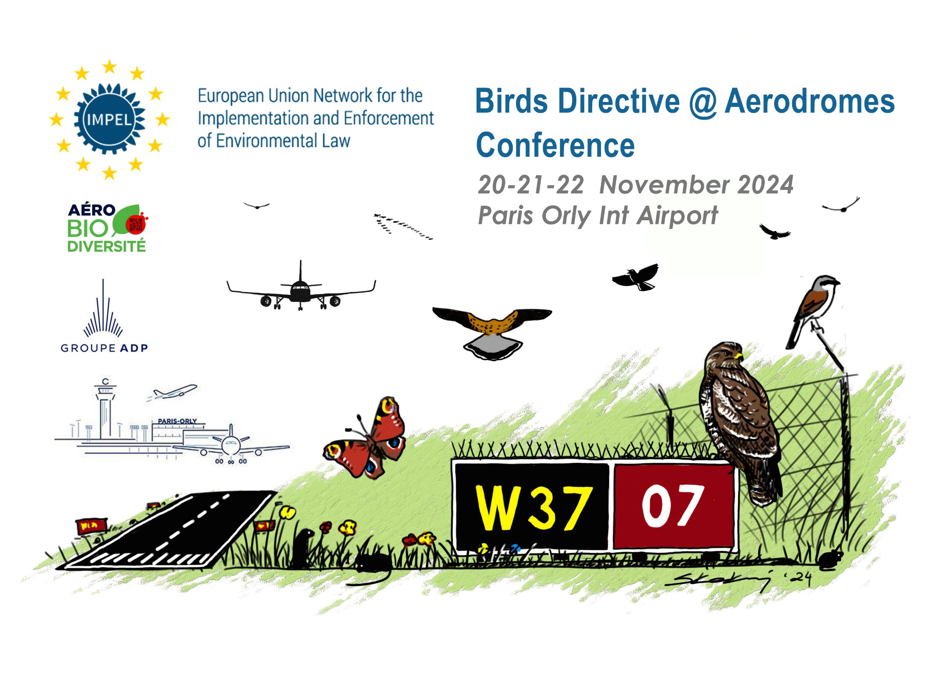 IMPEL
European Union Network for the
Implementation and Enforcement
of Environmental Law
Birds Directive @ Aerodromes
Conference
20-21-22 November 2024
Paris Orly Int Airport
AÉRO
BIO
DIVERSITÉ
GROUPE ADP
PARIS-ORLY
W37
07
'24